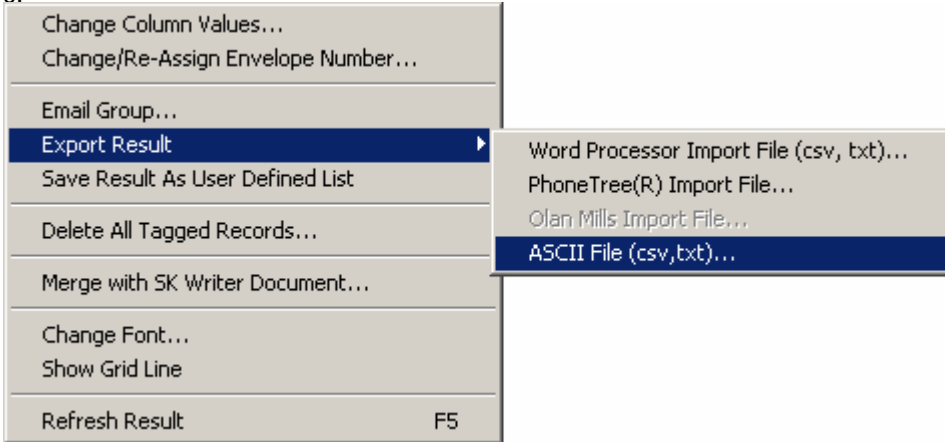 Change Column Values...
Change/Re-Assign Envelope Number...
Email Group...
Export Result
Save Result As User Defined List
Delete All Tagged Records...
Merge with SK Writer Document...
Change Font...
Show Grid Line
Refresh Result F5
Word Processor Import File (csv, txt)...
PhoneTree(R) Import File...
Olan Mills Import File...
ASCII File (csv,txt)...